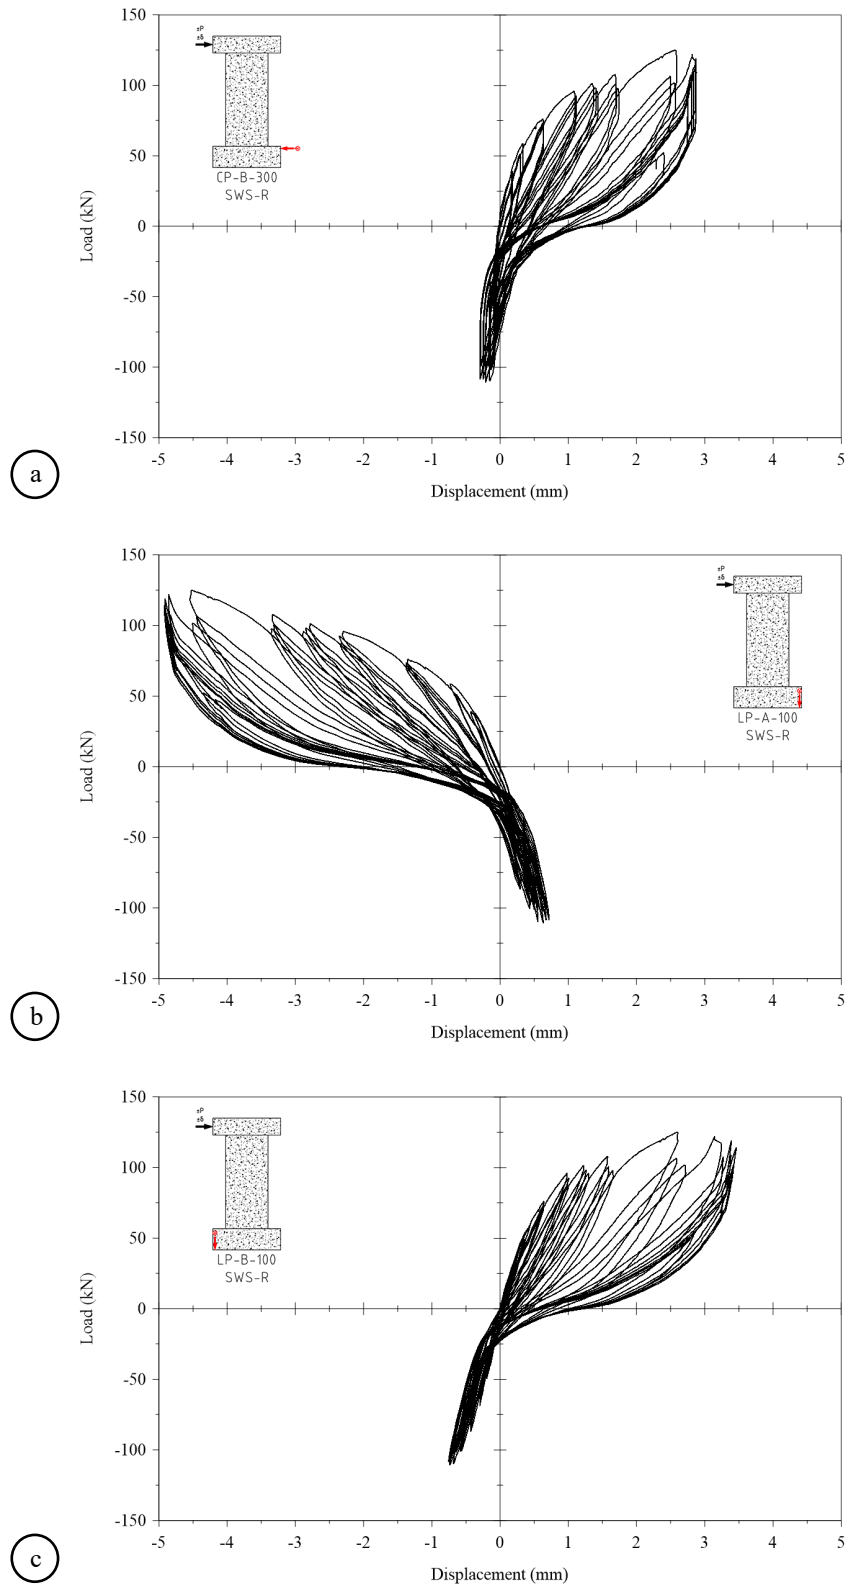 150
100
50
0
-50
-100
-150
Load (kN)
±P
±δ
CP-B-300
SWS-R
-5 -4 -3 -2 -1 0 1 2 3 4 5
Displacement (mm)
a
150
100
50
0
-50
-100
-150
Load (kN)
±P
±δ
LP-A-100
SWS-R
-5 -4 -3 -2 -1 0 1 2 3 4 5
Displacement (mm)
b
150
100
50
0
-50
-100
-150
Load (kN)
±P
±δ
LP-B-100
SWS-R
-5 -4 -3 -2 -1 0 1 2 3 4 5
Displacement (mm)
c